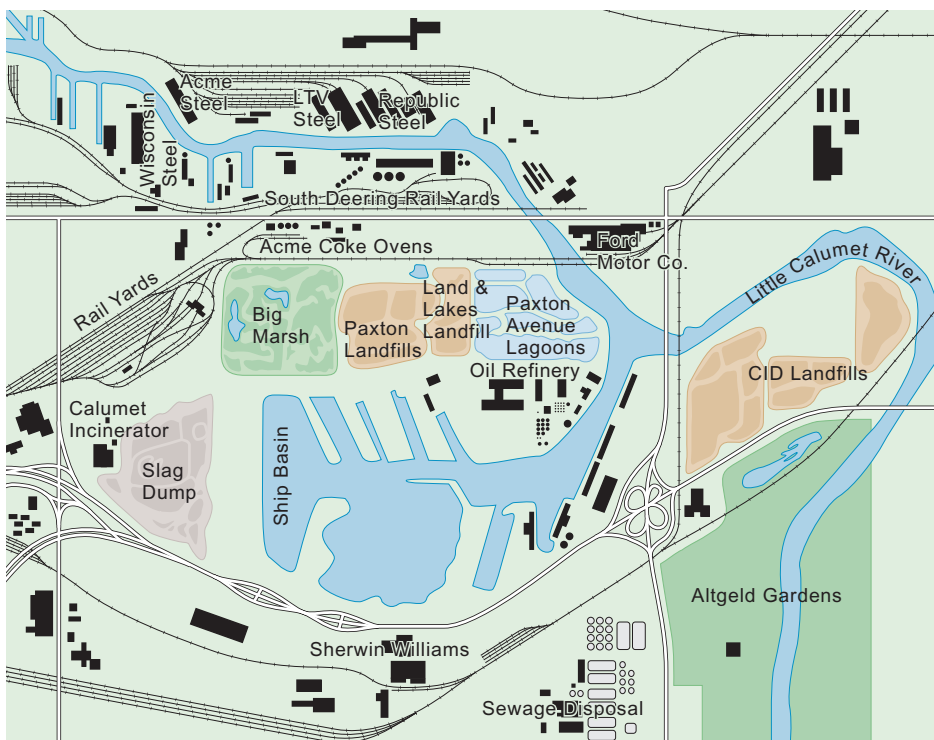 Acme
Steel
LTV
Steel
Republic
Steel
Wisconsin
Steel
South Deering Rail Yards
Acme Coke Ovens
Ford
Motor Co.
Little Calumet River
Rail Yards
Big
Marsh
Paxton
Landfills
Land &
Lakes
Landfill
Paxton
Avenue
Lagoons
Oil Refinery
CID Landfills
Calumet
Incinerator
Slag
Dump
Ship Basin
Altgeld Gardens
Sherwin Williams
Sewage Disposal